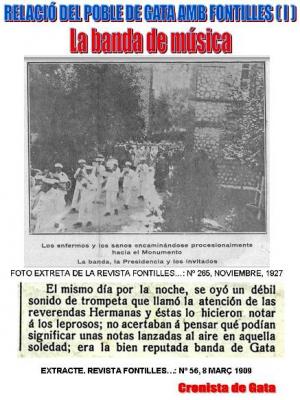 RELACIÓ DEL POBLE DE GATA AMB FONTILLES ( I )
La banda de música
Los enfermos y los sanos encaminándose procesionalmente
hacia el Monumento
La banda, la Presidencia y los invitados
FOTO EXTRETA DE LA REVISTA FONTILLES...: Nº 265, NOVIEMBRE, 1927
El mismo día por la noche, se oyó un débil
sonido de trompeta que llamó la atención de las
reverendas Hermanas y éstas lo hicieron notar
á los leprosos; no acertaban á pensar qué podían
significar unas notas lanzadas al aire en aquella
soledad; era la bien reputada banda de Gata
EXTRACTE. REVISTA FONTILLES...: Nº 56, 8 MARÇ 1909
Cronista de Gata